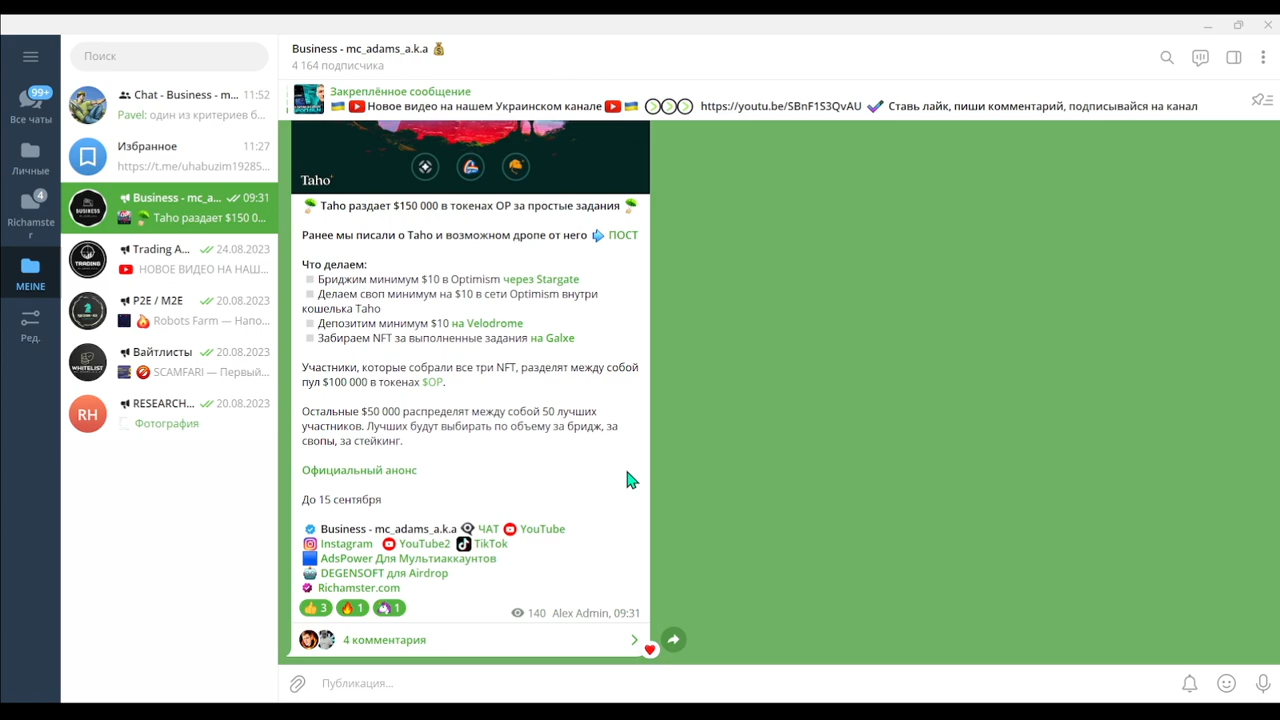 Поиск
99+
Все чаты
Личные
4
Richamste
r
MEINE
Ред.
Chat - Business - m... 11:52
Pavel: один из критериев б...
Избранное 11:27
https://t.me/uhabuzim19285...
Business - mc_a... 09:31
Taho раздает $150 0...
Trading A... 24.08.2023
НОВОЕ ВИДЕО НА НАШ...
P2E / M2E 20.08.2023
Robots Farm — Напо...
Вайтлисты 20.08.2023
SCAMFARI — Первый...
RH
RESEARCH... 20.08.2023
Фотография
Business - mc_adams_a.k.a
4 164 подписчика
Закреплённое сообщение
Новое видео на нашем Украинском канале https://youtu.be/SBnF1S3QvAU Ставь лайк, пиши комментарий, подписывайся на канал
Taho
Taho раздает $150 000 в токенах OP за простые задания
Ранее мы писали о Taho и возможном дропе от него ПОСТ
Что делаем:
Бриджим минимум $10 в Optimism через Stargate
Делаем своп минимум на $10 в сети Optimism внутри
кошелька Taho
Депозитим минимум $10 на Velodrome
Забираем NFT за выполненные задания на Galxe
Участники, которые собрали все три NFT, разделят между собой
пул $100 000 в токенах $OP.
Остальные $50 000 распределят между собой 50 лучших
участников. Лучших будут выбирать по объему за бридж, за
свопы, за стейкинг.
Официальный анонс
До 15 сентября
Business - mc_adams_a.k.a ЧАТ YouTube
Instagram YouTube2 TikTok
AdsPower Для Мультиаккаунтов
DEGENSOFT для Airdrop
Richamster.com
3 1 1
140 Alex Admin, 09:31
4 комментария
Публикация...